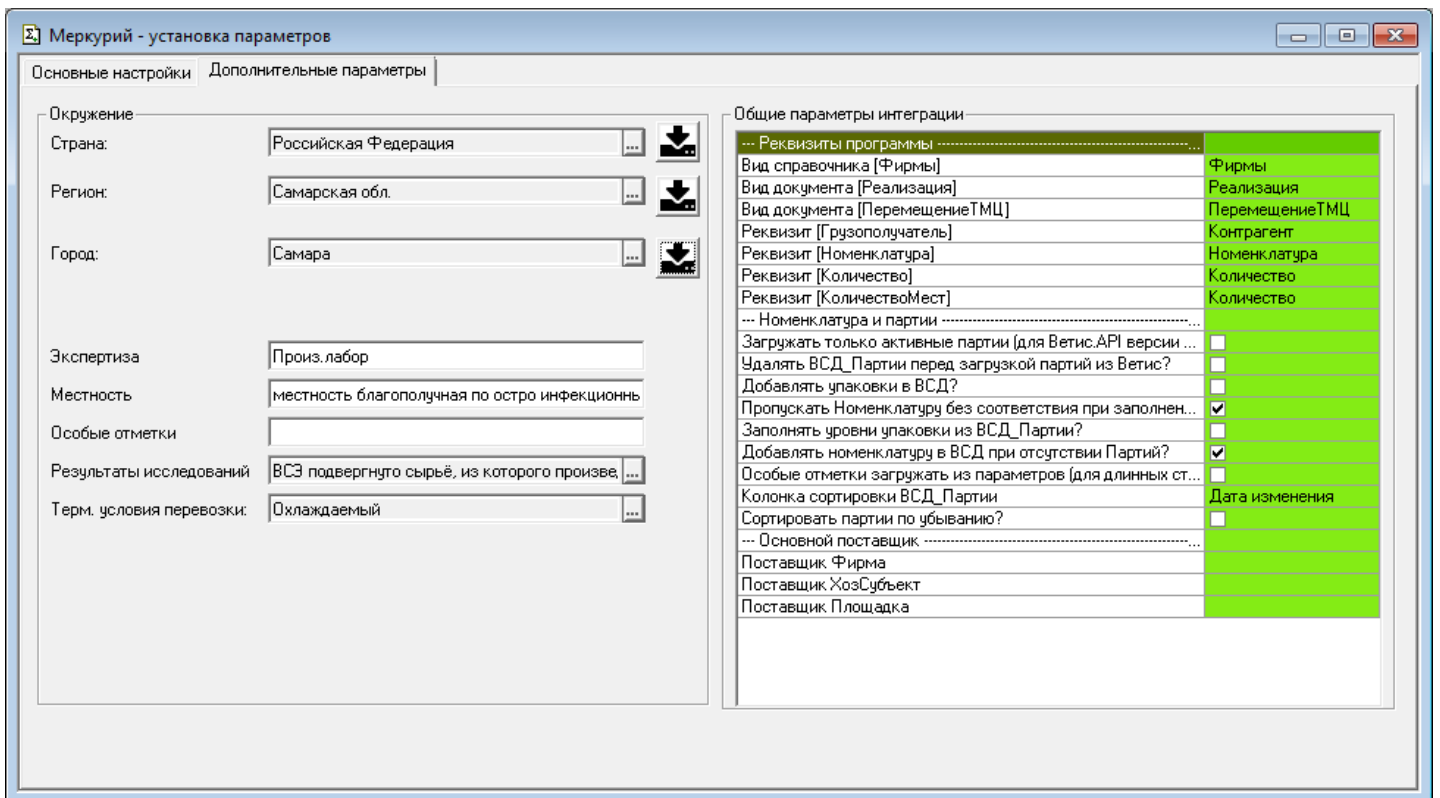 Меркурий - установка параметров
Основные настройки
Дополнительные параметры
Окружение
Страна:
Российская Федерация
...
Регион:
Самарская обл.
...
Город:
Самара
...
Экспертиза
Произ.лабор
Местность
местность благополучная по остро инфекционнь
Особые отметки
Результаты исследований
ВСЭ подвергнуто сырьё, из которого произве,
...
Терм. условия перевозки:
Охлаждаемый
...
Общие параметры интеграции
--- Реквизиты программы ---...
Вид справочника [Фирмы] Фирмы
Вид документа [Реализация] Реализация
Вид документа [ПеремещениеТМЦ] ПеремещениеТМЦ
Реквизит [Грузополучатель] Контрагент
Реквизит [Номенклатура] Номенклатура
Реквизит [Количество] Количество
Реквизит [КоличествоМест] Количество
--- Номенклатура и партии ---...
Загружать только активные партии (для Ветис.API версии ...
Удалять ВСД_Партии перед загрузкой партий из Ветис?
Добавлять упаковки в ВСД?
Пропускать Номенклатуру без соответствия при заполнен...
Заполнять уровни упаковки из ВСД_Партии?
Добавлять номенклатуру в ВСД при отсутствии Партий?
Особые отметки загружать из параметров (для длинных ст...
Колонка сортировки ВСД_Партии Дата изменения
Сортировать партии по убыванию?
--- Основной поставщик ---...
Поставщик Фирма
Поставщик ХозСубъект
Поставщик Площадка